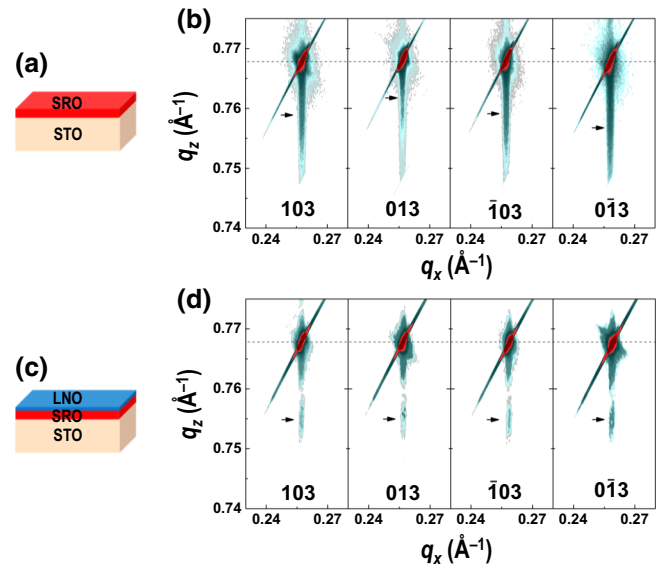 (a)
SRO
STO
(b)
0.77
0.76
0.75
0.74
q_z (Å⁻¹)
103 013 1̄03 01̄3
0.24 0.27 0.24 0.27 0.24 0.27 0.24 0.27
q_x (Å⁻¹)
(c)
LNO
SRO
STO
(d)
0.77
0.76
0.75
0.74
q_z (Å⁻¹)
103 013 1̄03 01̄3
0.24 0.27 0.24 0.27 0.24 0.27 0.24 0.27
q_x (Å⁻¹)